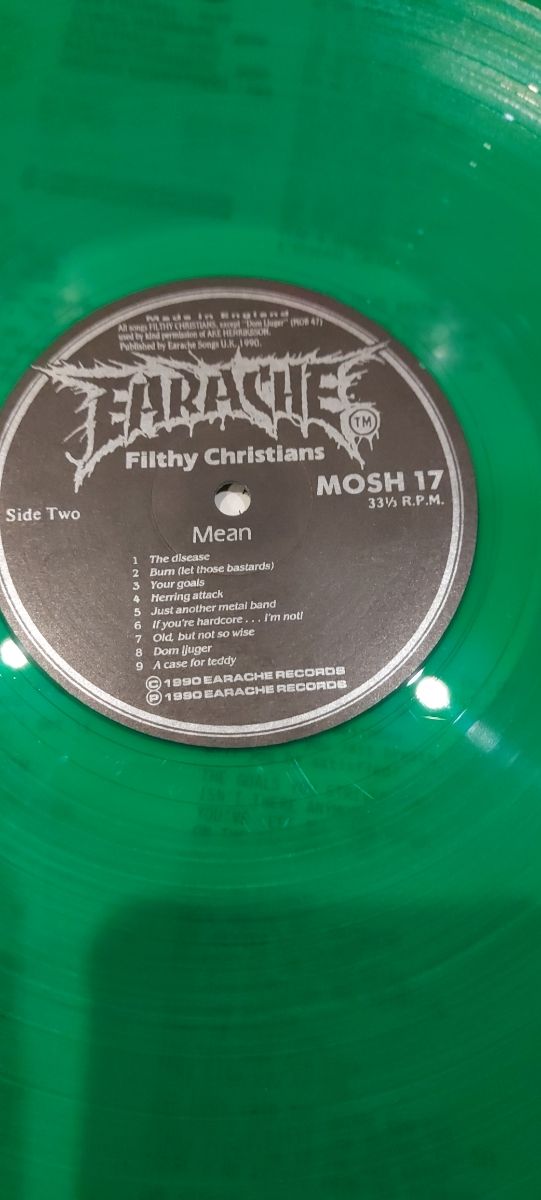 Made in England
All songs FILTHY CHRISTIANS, except "Dom Ljuger" (MOB 47)
used by kind permission of AKE HENRIKSSON.
Published by Earache Songs U.K., 1990.
EARACHE TM
Filthy Christians
MOSH 17
33⅓ R.P.M.
Side Two
Mean
1 The disease
2 Burn (let those bastards)
3 Your goals
4 Herring attack
5 Just another metal band
6 If you're hardcore . . . I'm not!
7 Old, but not so wise
8 Dom ljuger
9 A case for teddy
© 1990 EARACHE RECORDS
℗ 1990 EARACHE RECORDS
THE GOALS